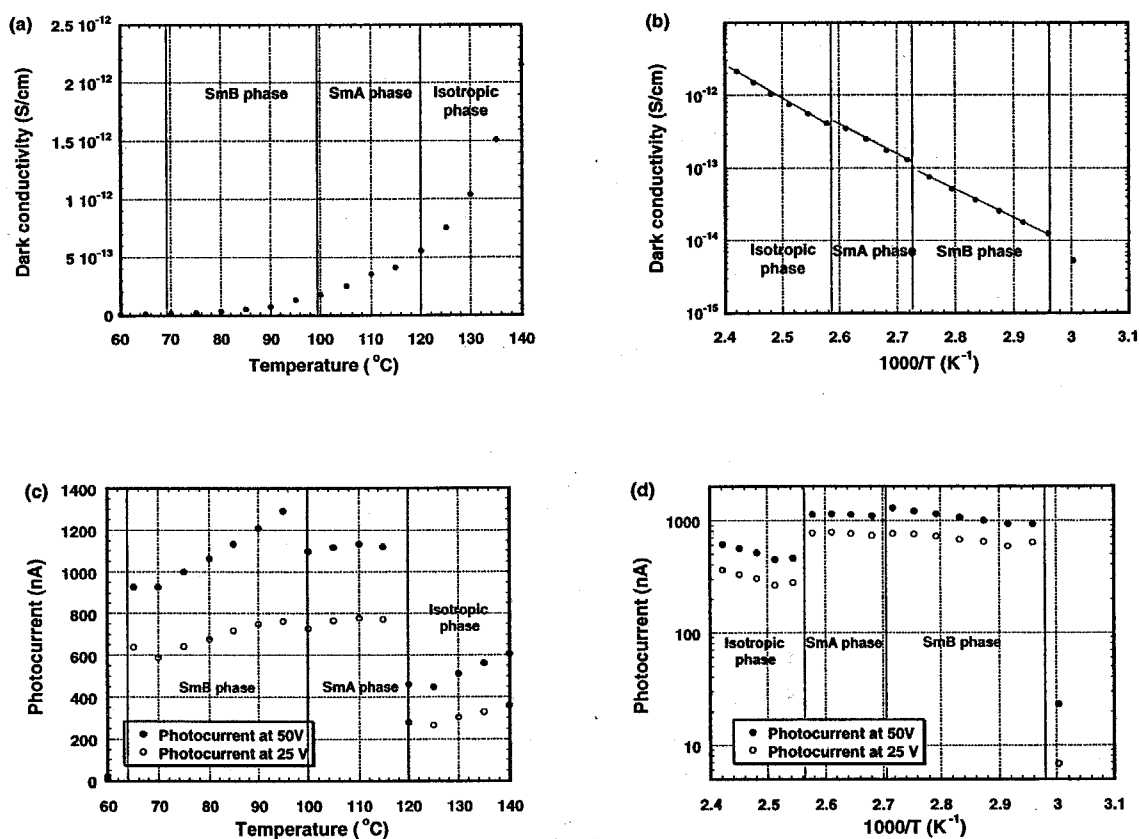 (a)
Dark conductivity (S/cm)
2.5 10⁻¹²
2 10⁻¹²
1.5 10⁻¹²
1 10⁻¹²
5 10⁻¹³
0
SmB phase
SmA phase
Isotropic
phase
60 70 80 90 100 110 120 130 140
Temperature (°C)
(b)
Dark conductivity (S/cm)
10⁻¹²
10⁻¹³
10⁻¹⁴
10⁻¹⁵
Isotropic
phase
SmA phase
SmB phase
2.4 2.5 2.6 2.7 2.8 2.9 3 3.1
1000/T (K⁻¹)
(c)
Photocurrent (nA)
1400
1200
1000
800
600
400
200
0
Isotropic
phase
SmB phase
SmA phase
Photocurrent at 50V
Photocurrent at 25 V
60 70 80 90 100 110 120 130 140
Temperature (°C)
(d)
Photocurrent (nA)
1000
100
10
Isotropic
phase
SmA phase
SmB phase
Photocurrent at 50V
Photocurrent at 25 V
2.4 2.5 2.6 2.7 2.8 2.9 3 3.1
1000/T (K⁻¹)